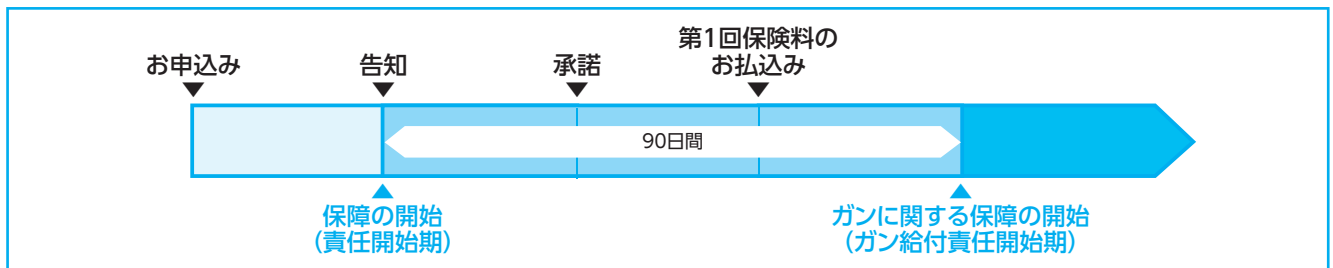 お申込み
告知
承諾
第1回保険料の
お払込み
90日間
保障の開始
（責任開始期）
ガンに関する保障の開始
（ガン給付責任開始期）